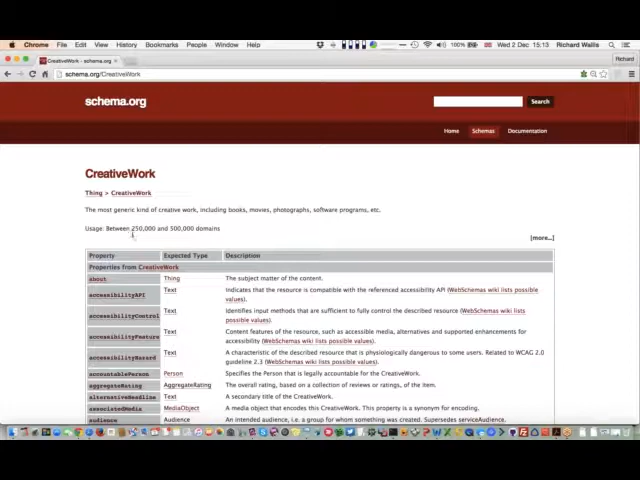 Chrome File Edit View History Bookmarks People Window Help 100% Wed 2 Dec 15:13 Richard Wallis
CreativeWork - schema.org Richard
schema.org/CreativeWork
schema.org Search
Home Schemas Documentation
CreativeWork
Thing > CreativeWork
The most generic kind of creative work, including books, movies, photographs, software programs, etc.
Usage: Between 250,000 and 500,000 domains
[more...]
Property Expected Type Description
Properties from CreativeWork
about Thing The subject matter of the content.
accessibilityAPI Text Indicates that the resource is compatible with the referenced accessibility API (WebSchemas wiki lists possible
values).
accessibilityControl Text Identifies input methods that are sufficient to fully control the described resource (WebSchemas wiki lists
possible values).
accessibilityFeature Text Content features of the resource, such as accessible media, alternatives and supported enhancements for
accessibility (WebSchemas wiki lists possible values).
accessibilityHazard Text A characteristic of the described resource that is physiologically dangerous to some users. Related to WCAG 2.0
guideline 2.3 (WebSchemas wiki lists possible values).
accountablePerson Person Specifies the Person that is legally accountable for the CreativeWork.
aggregateRating AggregateRating The overall rating, based on a collection of reviews or ratings, of the item.
alternativeHeadline Text A secondary title of the CreativeWork.
associatedMedia MediaObject A media object that encodes this CreativeWork. This property is a synonym for encoding.
audience Audience An intended audience, i.e. a group for whom something was created. Supersedes serviceAudience.